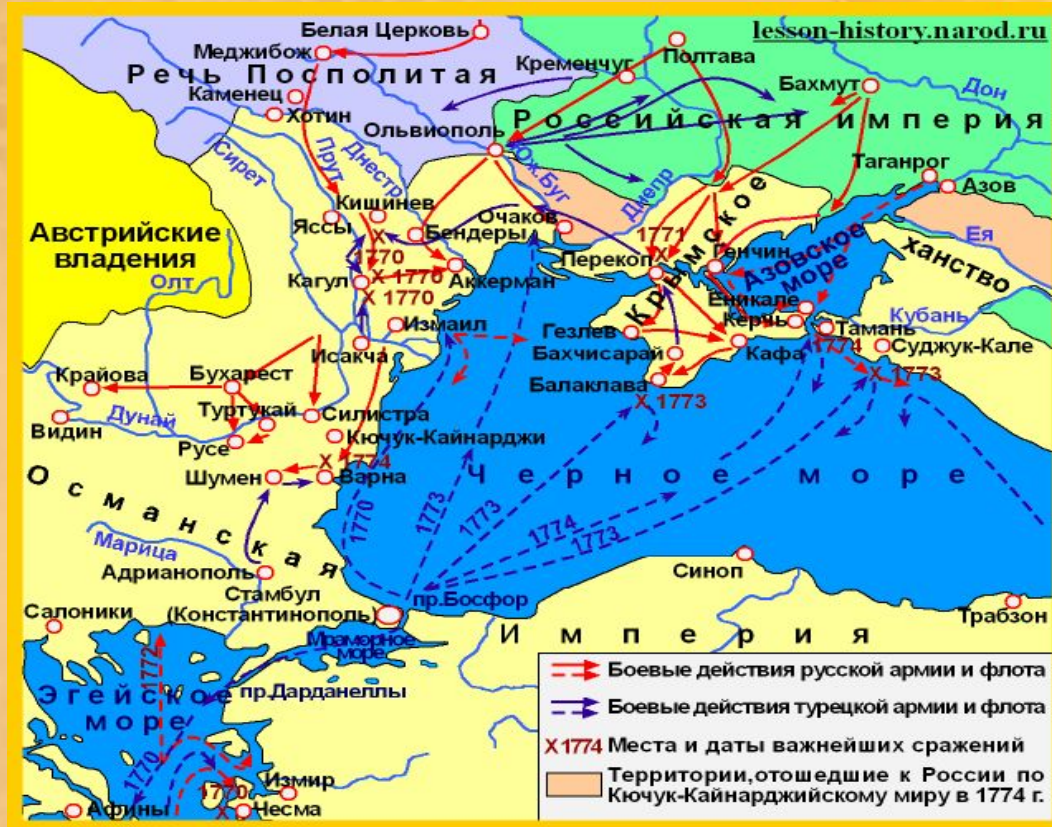 lesson-history.narod.ru
Белая Церковь
Меджибож
Речь Посполитая
Кременчуг
Полтава
Бахмут
Дон
Каменец
Хотин
Ольвиополь
Российская империя
Сирет
Прут
Днестр
Юж.Буг
Днепр
Таганрог
Азов
Кишинев
Яссы
Бендеры
Очаков
1771
X
Перекоп
Генчин
Крымское
ханство
Азовское
море
Ея
Австрийские
владения
X
1770
X 1770
X 1770
Кагул
Аккерман
Олт
Измаил
Исакча
Гезлев
Еникале
Керчь
Тамань
Кубань
1774
Суджук-Кале
X 1773
Бахчисарай
Кафа
Балаклава
X 1773
Крайова
Бухарест
Туртукай
Силистра
Видин
Дунай
Русе
Кючук-Кайнарджи
Шумен
X 1774
Варна
Черное море
1770
1773
1773
1774
1773
Османская
Империя
Марица
Адрианополь
Стамбул
(Константинополь)
пр.Босфор
Синоп
Трабзон
Салоники
Мраморное
море
1772
Эгейское
море
пр.Дарданеллы
1770
Измир
1770
X
Чесма
Афины
Боевые действия русской армии и флота
Боевые действия турецкой армии и флота
X 1774 Места и даты важнейших сражений
Территории,отошедшие к России по
Кючук-Кайнарджийскому миру в 1774 г.